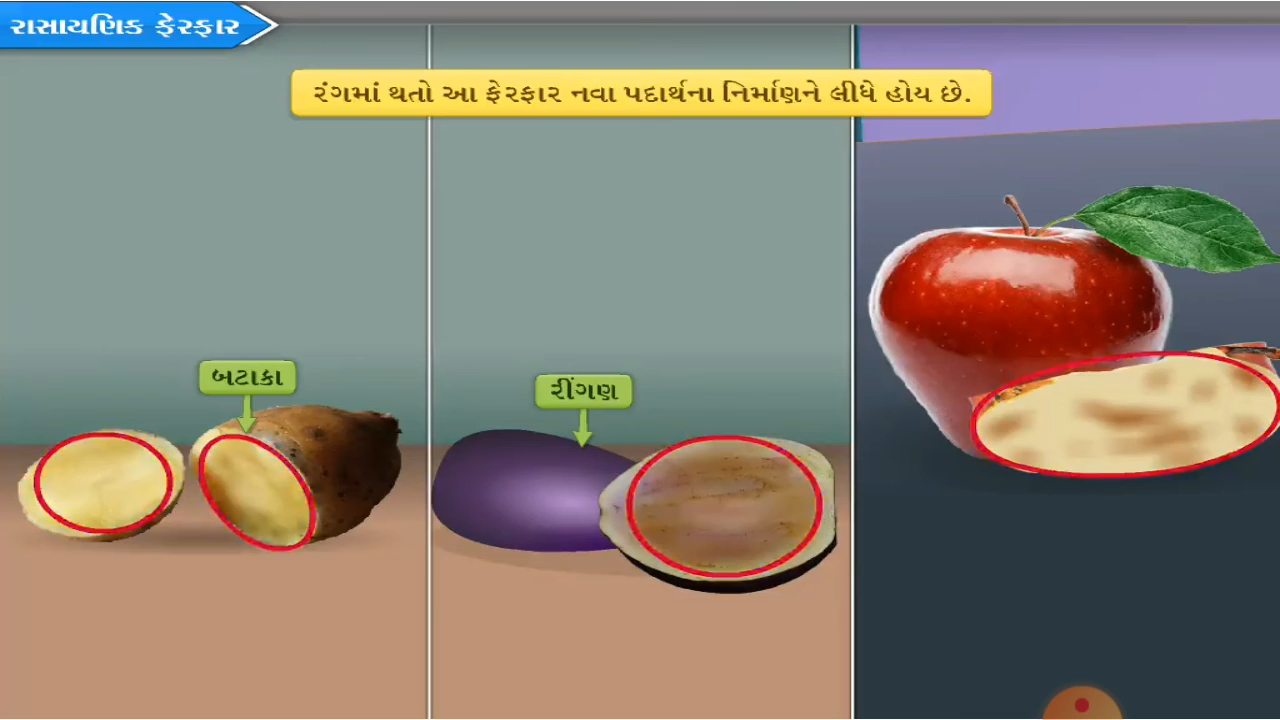 રાસાયણિક ફેરફાર
રંગમાં થતો આ ફેરફાર નવા પદાર્થના નિર્માણને લીધે હોય છે.
બટાકા
રીંગણ